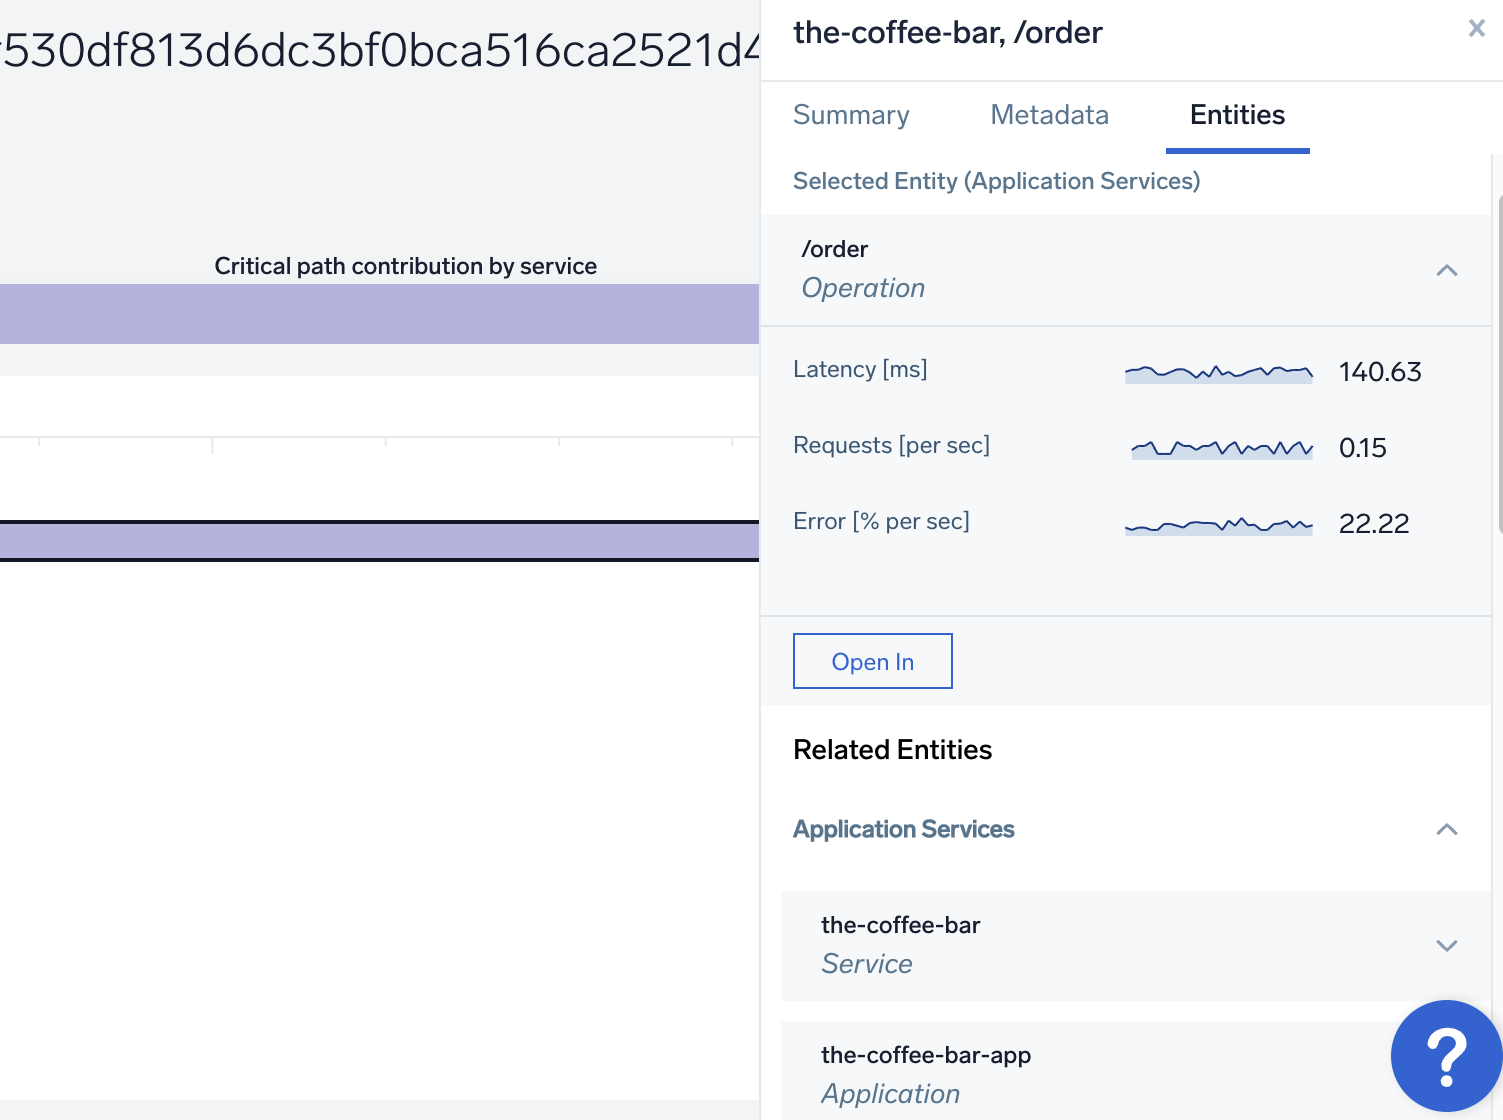 530df813d6dc3bf0bca516ca2521d4
Critical path contribution by service
the-coffee-bar, /order
Summary Metadata Entities
Selected Entity (Application Services)
/order
Operation
Latency [ms] 140.63
Requests [per sec] 0.15
Error [% per sec] 22.22
Open In
Related Entities
Application Services
the-coffee-bar
Service
the-coffee-bar-app
Application
?